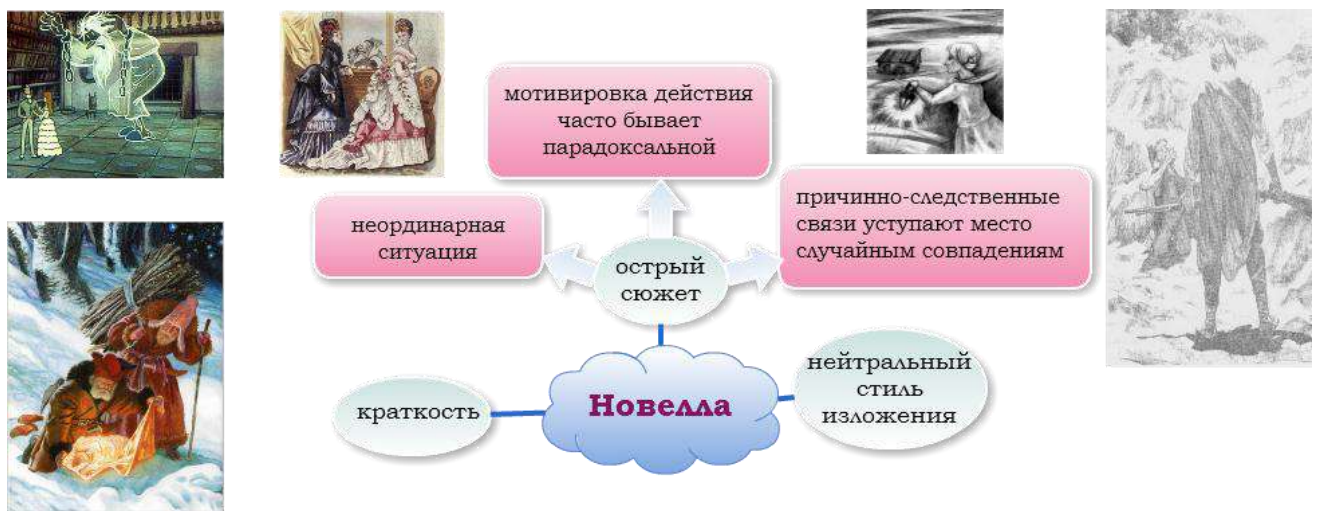 мотивировка действия
часто бывает
парадоксальной
неординарная
ситуация
острый
сюжет
причинно-следственные
связи уступают место
случайным совпадениям
краткость
Новелла
нейтральный
стиль
изложения